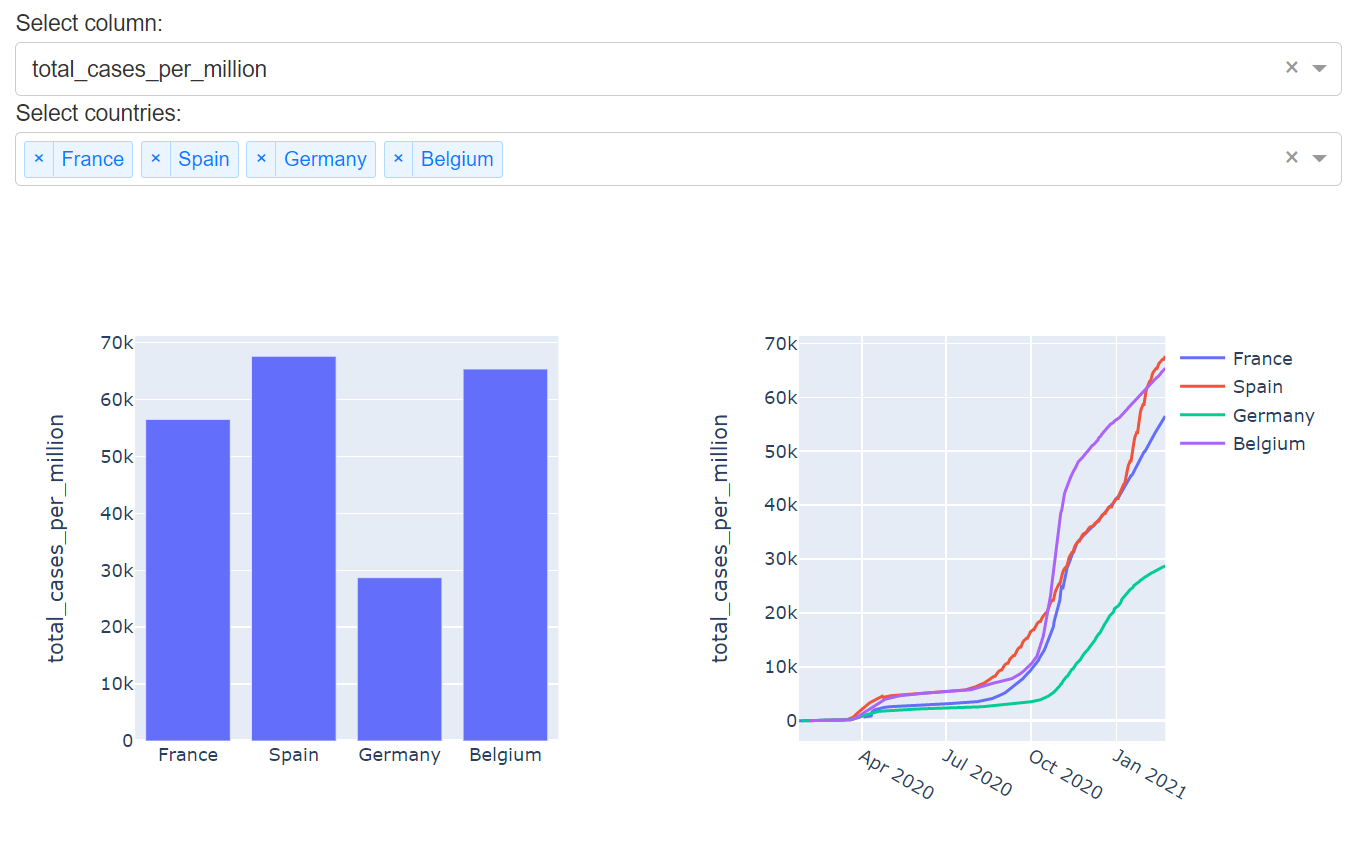 Select column:
total_cases_per_million
×
Select countries:
× France × Spain × Germany × Belgium
×
total_cases_per_million
70k
60k
50k
40k
30k
20k
10k
0
France Spain Germany Belgium
total_cases_per_million
70k
60k
50k
40k
30k
20k
10k
0
Apr 2020 Jul 2020 Oct 2020 Jan 2021
France
Spain
Germany
Belgium